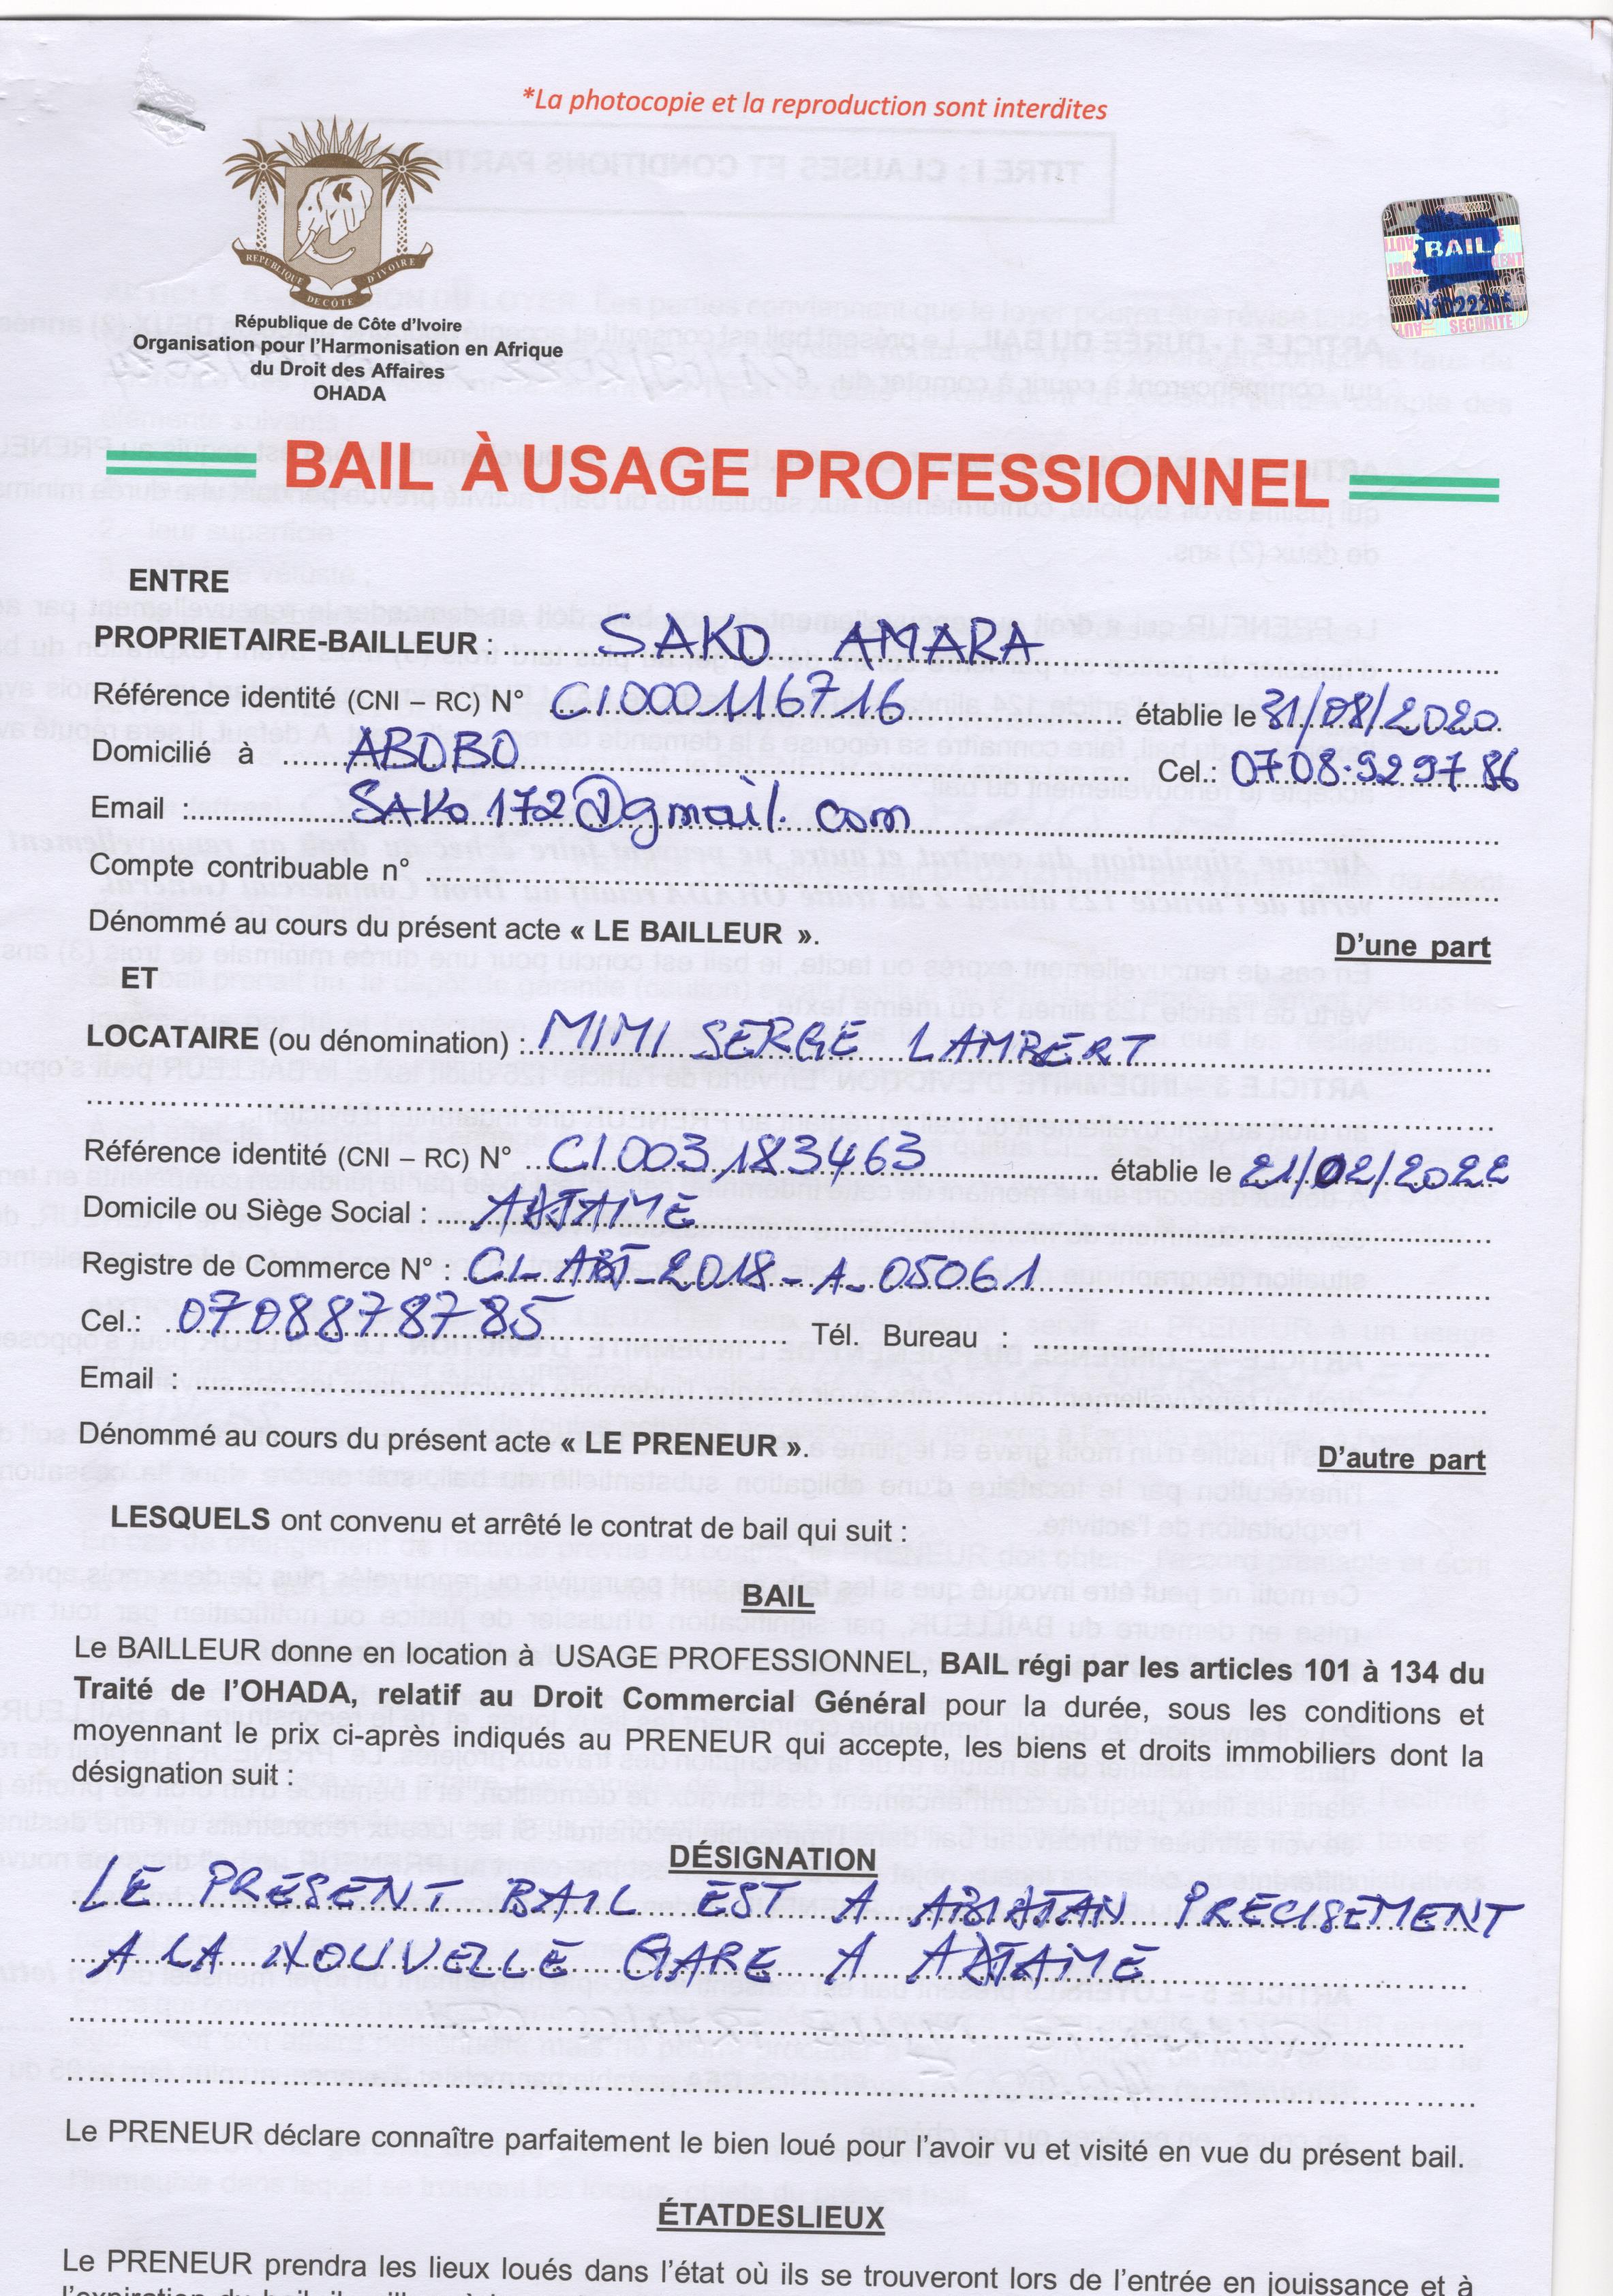 *La photocopie et la reproduction sont interdites
REPUBLIQUE DE CÔTE D'IVOIRE
BAIL
République de Côte d'Ivoire
Organisation pour l'Harmonisation en Afrique
du Droit des Affaires
OHADA
BAIL À USAGE PROFESSIONNEL
ENTRE
PROPRIETAIRE-BAILLEUR : SAKO AMARA
Référence identité (CNI – RC) N° CI0001116716 établie le 31/08/2020
Domicilié à ABOBO Cel.: 0708.929786
Email : SAKO172@gmail.com
Compte contribuable n°
Dénommé au cours du présent acte « LE BAILLEUR ». D'une part
ET
LOCATAIRE (ou dénomination) : MIMI SERGE LAMBERT
Référence identité (CNI – RC) N° CI003183463 établie le 21/02/2022
Domicile ou Siège Social : ADJAME
Registre de Commerce N° : CI-ABJ-2018-A-05061
Cel.: 0708878785 Tél. Bureau :
Email :
Dénommé au cours du présent acte « LE PRENEUR ». D'autre part
LESQUELS ont convenu et arrêté le contrat de bail qui suit :
BAIL
Le BAILLEUR donne en location à USAGE PROFESSIONNEL, BAIL régi par les articles 101 à 134 du
Traité de l'OHADA, relatif au Droit Commercial Général pour la durée, sous les conditions et
moyennant le prix ci-après indiqués au PRENEUR qui accepte, les biens et droits immobiliers dont la
désignation suit :
DÉSIGNATION
LE PRESENT BAIL EST A ABIDJAN PRECISEMENT
A LA NOUVELLE GARE A ADJAME
Le PRENEUR déclare connaître parfaitement le bien loué pour l'avoir vu et visité en vue du présent bail.
ÉTATDESLIEUX
Le PRENEUR prendra les lieux loués dans l'état où ils se trouveront lors de l'entrée en jouissance et à